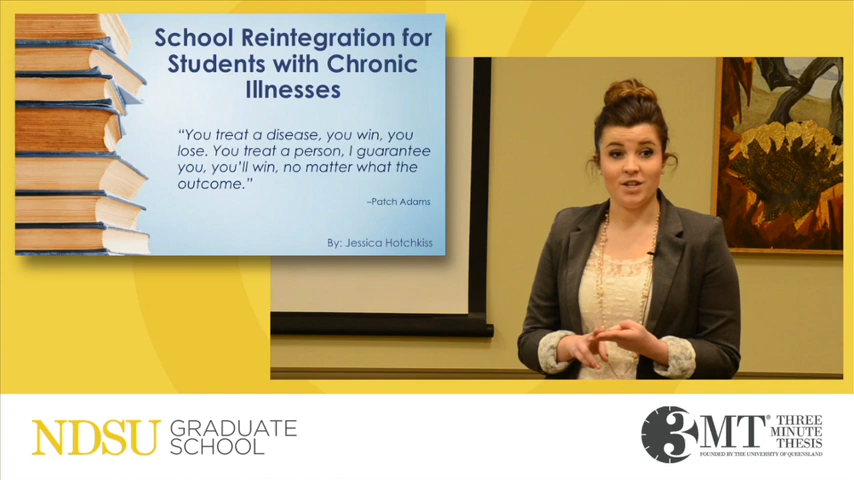 School Reintegration for
Students with Chronic
Illnesses
“You treat a disease, you win, you
lose. You treat a person, I guarantee
you, you’ll win, no matter what the
outcome.”
–Patch Adams
By: Jessica Hotchkiss
NDSU GRADUATE
SCHOOL
3MT® THREE
MINUTE
THESIS
FOUNDED BY THE UNIVERSITY OF QUEENSLAND